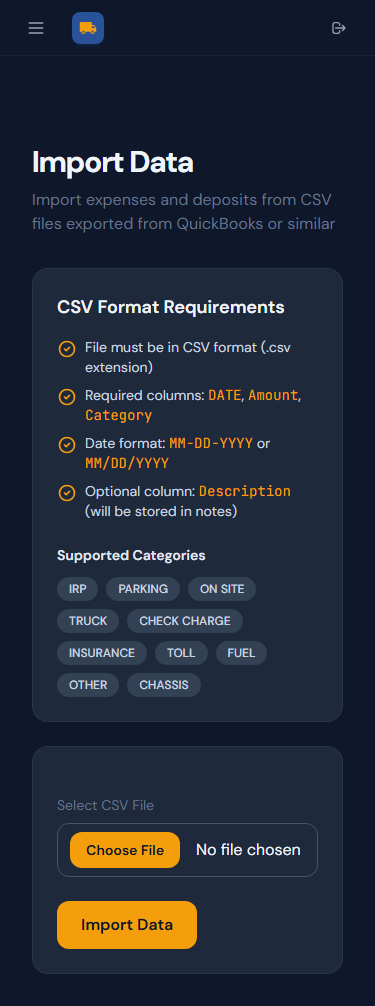 Import Data
Import expenses and deposits from CSV
files exported from QuickBooks or similar
CSV Format Requirements
File must be in CSV format (.csv
extension)
Required columns: DATE, Amount,
Category
Date format: MM-DD-YYYY or
MM/DD/YYYY
Optional column: Description
(will be stored in notes)
Supported Categories
IRP PARKING ON SITE
TRUCK CHECK CHARGE
INSURANCE TOLL FUEL
OTHER CHASSIS
Select CSV File
Choose File No file chosen
Import Data